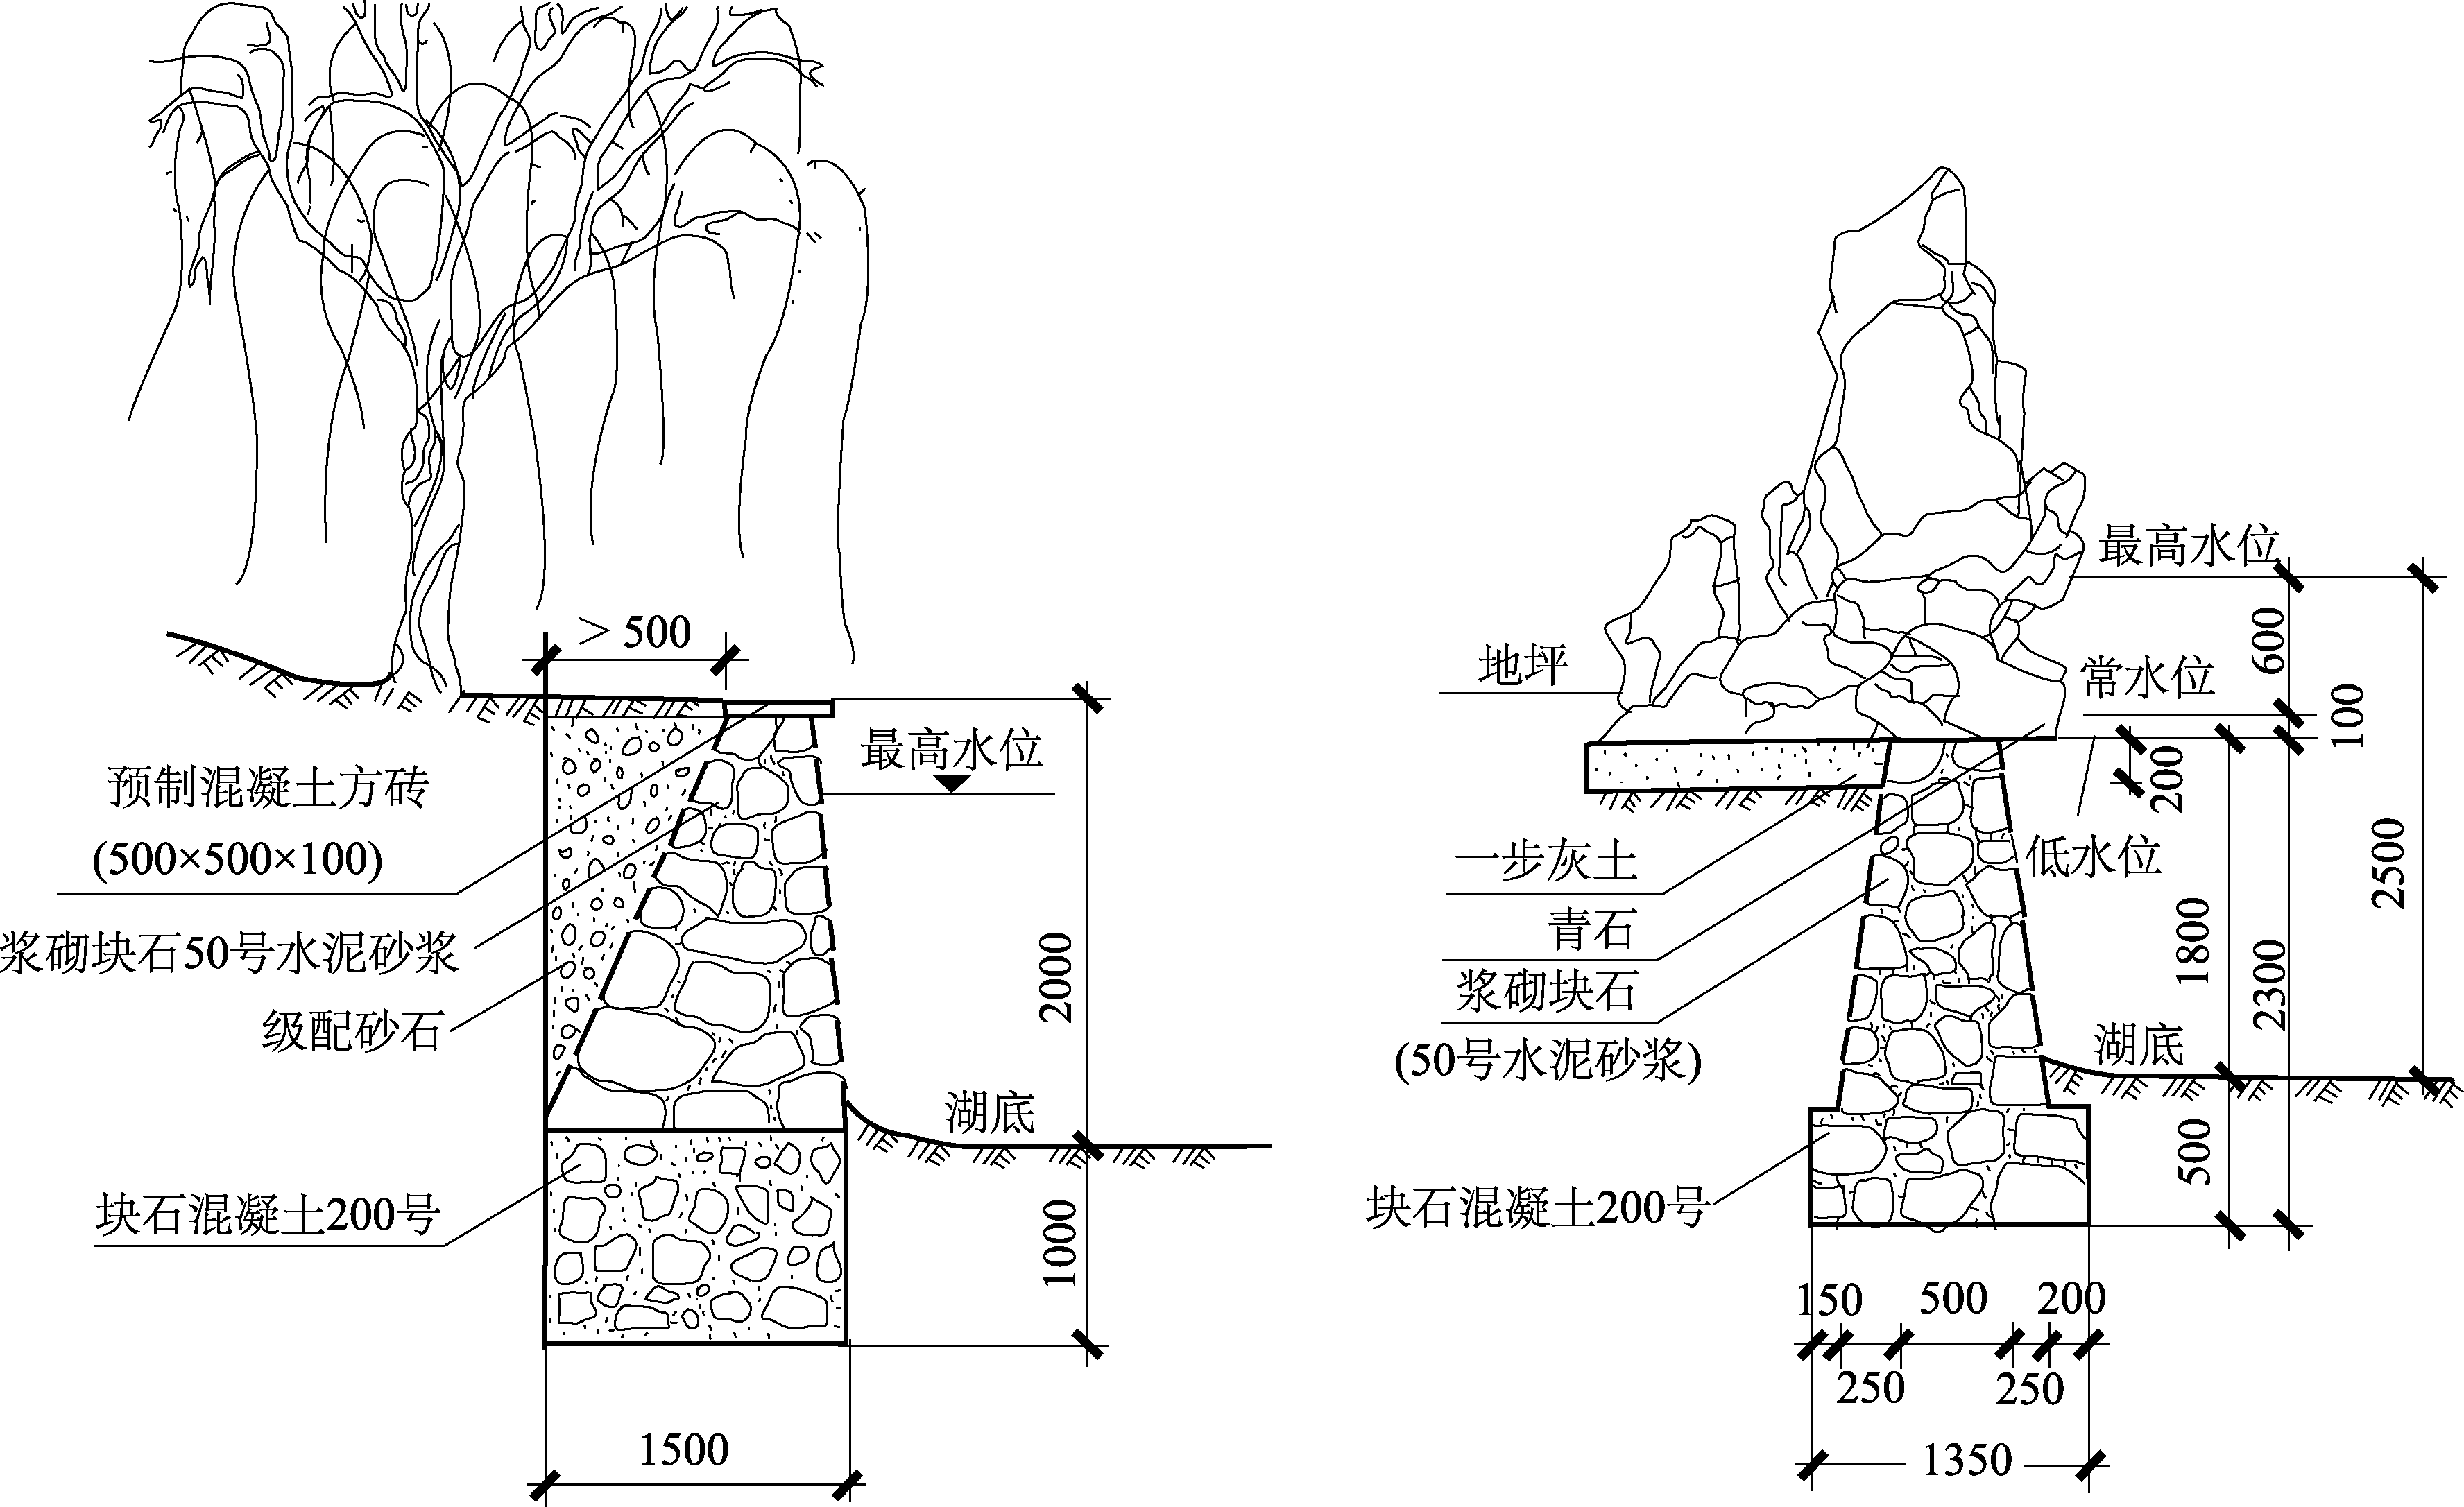 > 500
最高水位
预制混凝土方砖
(500×500×100)
浆砌块石50号水泥砂浆
级配砂石
2000
湖底
块石混凝土200号
1000
1500
最高水位
600
地坪
常水位
100
200
一步灰土
低水位
2500
青石
1800
浆砌块石
2300
(50号水泥砂浆)
湖底
块石混凝土200号
500
150
500
200
250
250
1350